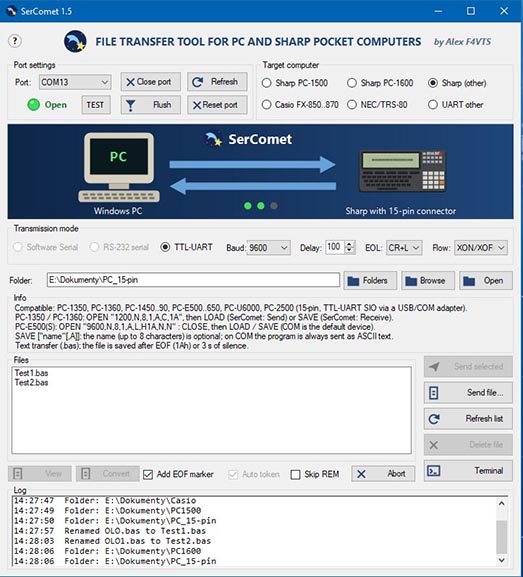 SerComet 1.5
?
FILE TRANSFER TOOL FOR PC AND SHARP POCKET COMPUTERS by Alex F4VTS
Port settings
Port: COM13 Close port Refresh
Open TEST Flush Reset port
Target computer
Sharp PC-1500 Sharp PC-1600 Sharp (other)
Casio FX-850..870 NEC/TRS-80 UART other
SerComet
PC
Windows PC
Sharp with 15-pin connector
Transmission mode
Software Serial RS-232 serial TTL-UART Baud: 9600 Delay: 100 EOL: CR+L Flow: XON/XOF
Folder: E:\Dokumenty\PC_15-pin Folders Browse Open
Info
Compatible: PC-1350, PC-1360, PC-1450..90, PC-E500..650, PC-U6000, PC-2500 (15-pin, TTL-UART SIO via a USB/COM adapter).
PC-1350 / PC-1360: OPEN "1200,N,8,1,A,C,1A", then LOAD (SerComet: Send) or SAVE (SerComet: Receive).
PC-E500(S): OPEN "9600,N,8,1,A,L,H1A,N,N" : CLOSE, then LOAD / SAVE (COM is the default device).
SAVE ["name"[,A]]: the name (up to 8 characters) is optional; on COM the program is always sent as ASCII text.
Text transfer (.bas); the file is saved after EOF (1Ah) or 3 s of silence.
Files
Test1.bas
Test2.bas
Send selected
Send file...
Refresh list
Delete file
Terminal
View Convert Add EOF marker Auto token Skip REM Abort
Log
14:27:47 Folder: E:\Dokumenty\Casio
14:27:49 Folder: E:\Dokumenty\PC1500
14:27:50 Folder: E:\Dokumenty\PC_15-pin
14:27:57 Renamed OLO.bas to Test1.bas
14:28:03 Renamed OLO1.bas to Test2.bas
14:28:06 Folder: E:\Dokumenty\PC1600
14:28:06 Folder: E:\Dokumenty\PC_15-pin